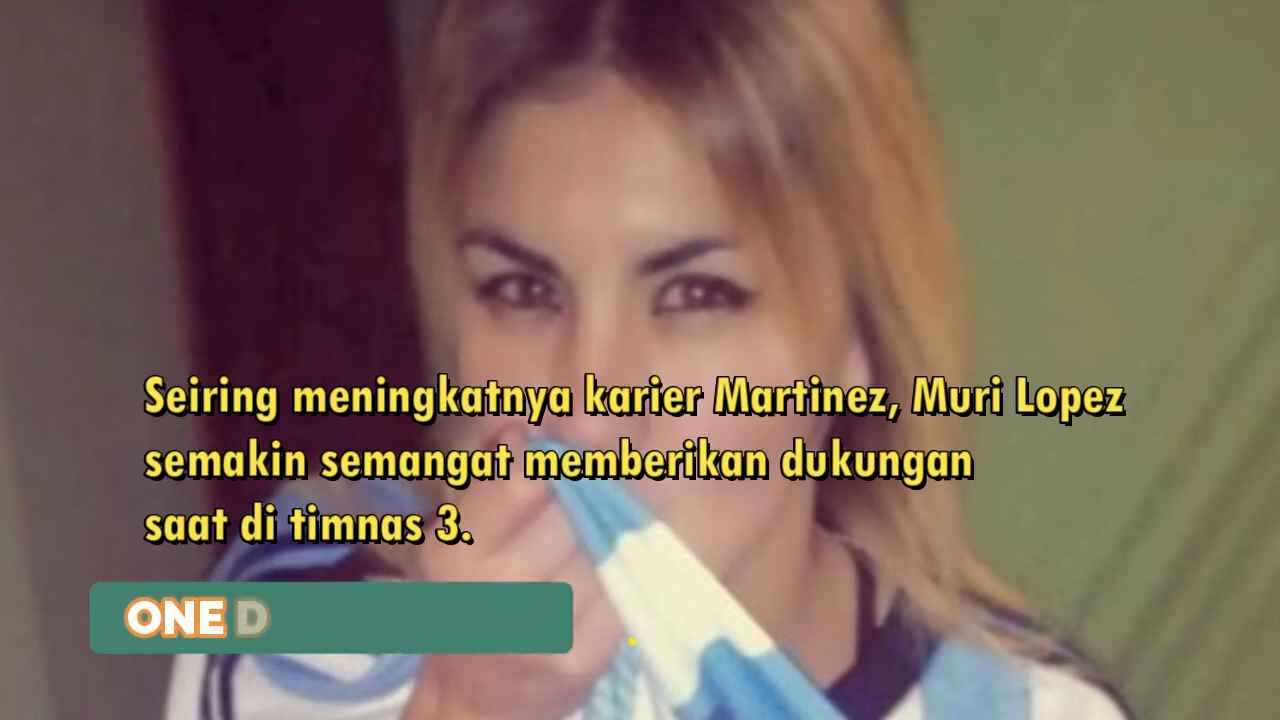 Seiring meningkatnya karier Martinez, Muri Lopez
semakin semangat memberikan dukungan
saat di timnas 3.
ONE D